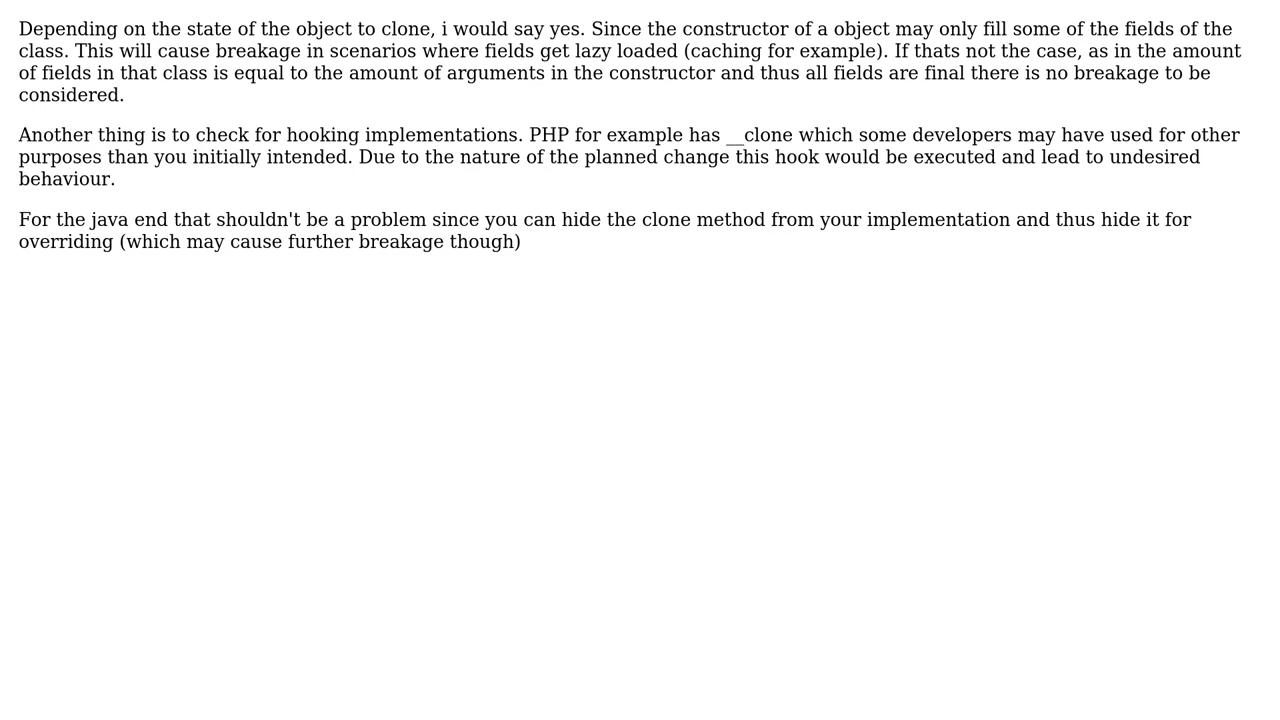 Depending on the state of the object to clone, i would say yes. Since the constructor of a object may only fill some of the fields of the
class. This will cause breakage in scenarios where fields get lazy loaded (caching for example). If thats not the case, as in the amount
of fields in that class is equal to the amount of arguments in the constructor and thus all fields are final there is no breakage to be
considered.
Another thing is to check for hooking implementations. PHP for example has __clone which some developers may have used for other
purposes than you initially intended. Due to the nature of the planned change this hook would be executed and lead to undesired
behaviour.
For the java end that shouldn't be a problem since you can hide the clone method from your implementation and thus hide it for
overriding (which may cause further breakage though)